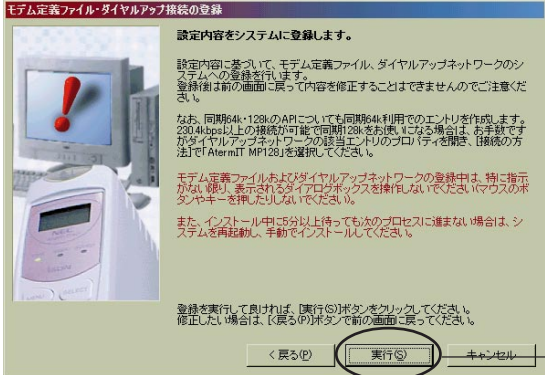 モデム定義ファイル・ダイヤルアップ接続の登録
設定内容をシステムに登録します。
設定内容に基づいて、モデム定義ファイル、ダイヤルアップネットワークのシ
ステムへの登録を行います。
登録後は前の画面に戻って内容を修正することはできませんのでご注意くだ
さい。
なお、同期64k・128kのAPについても同期64k利用でのエントリを作成します。
230.4kbps以上の接続が可能で同期128kをお使いになる場合は、お手数です
がダイヤルアップネットワークの該当エントリのプロパティを開き、[接続の方
法]で「AtermIT MP128」を選択してください。
モデム定義ファイルおよびダイヤルアップネットワークの登録中は、特に指示
がない限り、表示されるダイアログボックスを操作しないでください(マウスのボ
タンやキーを押したりしないでください)。
また、インストール中に5分以上待っても次のプロセスに進まない場合は、シ
ステムを再起動し、手動でインストールしてください。
登録を実行して良ければ、[実行(S)]ボタンをクリックしてください。
修正したい場合は、[<戻る(P)]ボタンで前の画面に戻ってください。
NEC
SELECT
< 戻る(P)
実行(S)
キャンセル